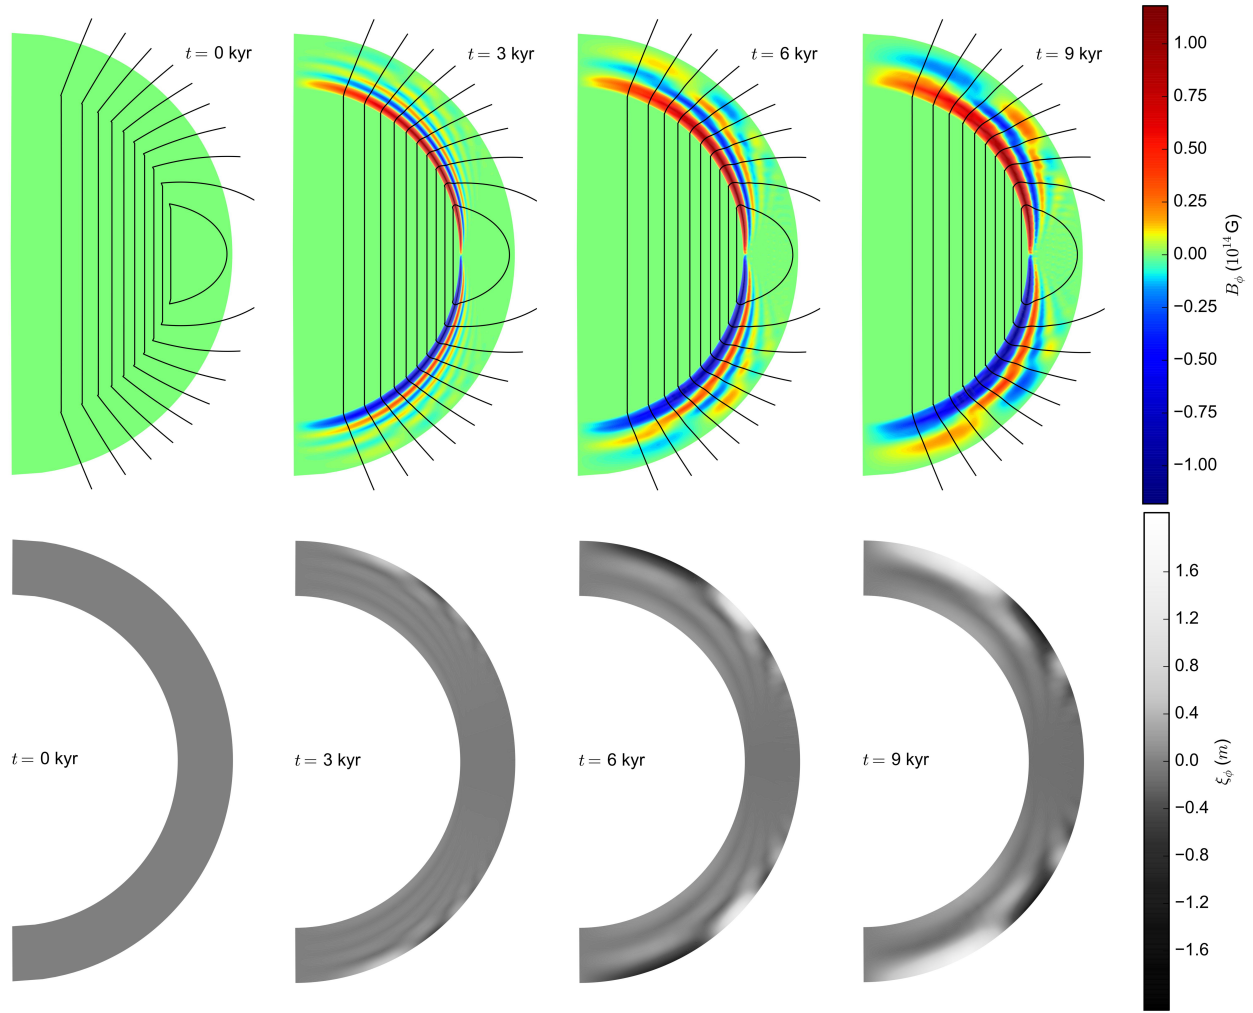 t = 0 kyr
t = 3 kyr
t = 6 kyr
t = 9 kyr
1.00
0.75
0.50
0.25
0.00
−0.25
−0.50
−0.75
−1.00
B_ϕ (10^14 G)
t = 0 kyr
t = 3 kyr
t = 6 kyr
t = 9 kyr
1.6
1.2
0.8
0.4
0.0
−0.4
−0.8
−1.2
−1.6
ξ_ϕ (m)